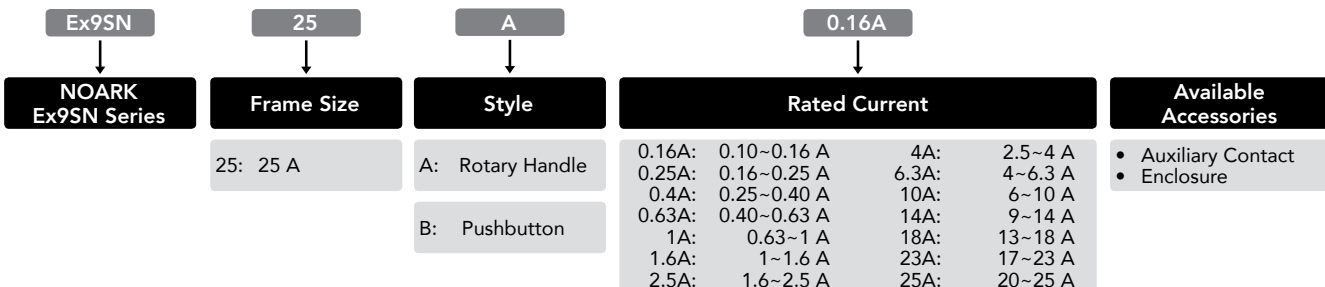 Ex9SN 25 A 0.16A
NOARK
Ex9SN Series
Frame Size
Style
Rated Current
Available
Accessories
25: 25 A
A: Rotary Handle
B: Pushbutton
0.16A: 0.10~0.16 A 4A: 2.5~4 A
0.25A: 0.16~0.25 A 6.3A: 4~6.3 A
0.4A: 0.25~0.40 A 10A: 6~10 A
0.63A: 0.40~0.63 A 14A: 9~14 A
1A: 0.63~1 A 18A: 13~18 A
1.6A: 1~1.6 A 23A: 17~23 A
2.5A: 1.6~2.5 A 25A: 20~25 A
• Auxiliary Contact
• Enclosure